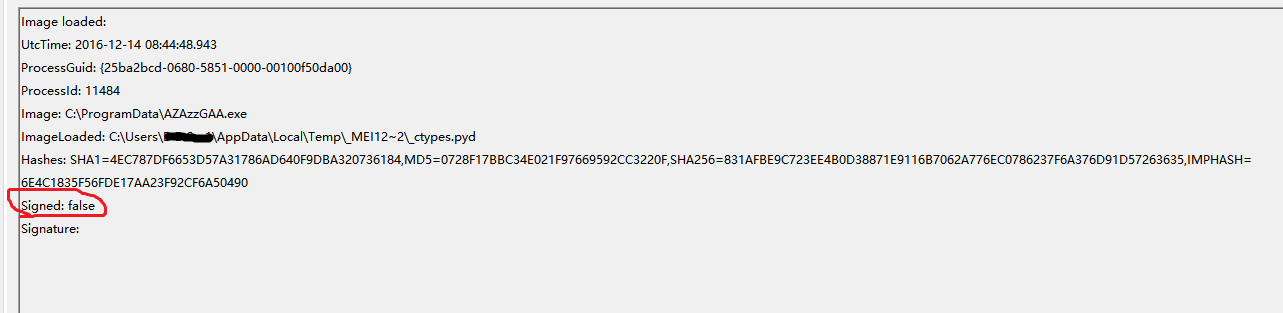 Image loaded:
UtcTime: 2016-12-14 08:44:48.943
ProcessGuid: {25ba2bcd-0680-5851-0000-00100f50da00}
ProcessId: 11484
Image: C:\ProgramData\AZAzzGAA.exe
ImageLoaded: C:\Users\ \AppData\Local\Temp\_MEI12~2\_ctypes.pyd
Hashes: SHA1=4EC787DF6653D57A31786AD640F9DBA320736184,MD5=0728F17BBC34E021F97669592CC3220F,SHA256=831AFBE9C723EE4B0D38871E9116B7062A776EC0786237F6A376D91D57263635,IMPHASH=
6E4C1835F56FDE17AA23F92CF6A50490
Signed: false
Signature: